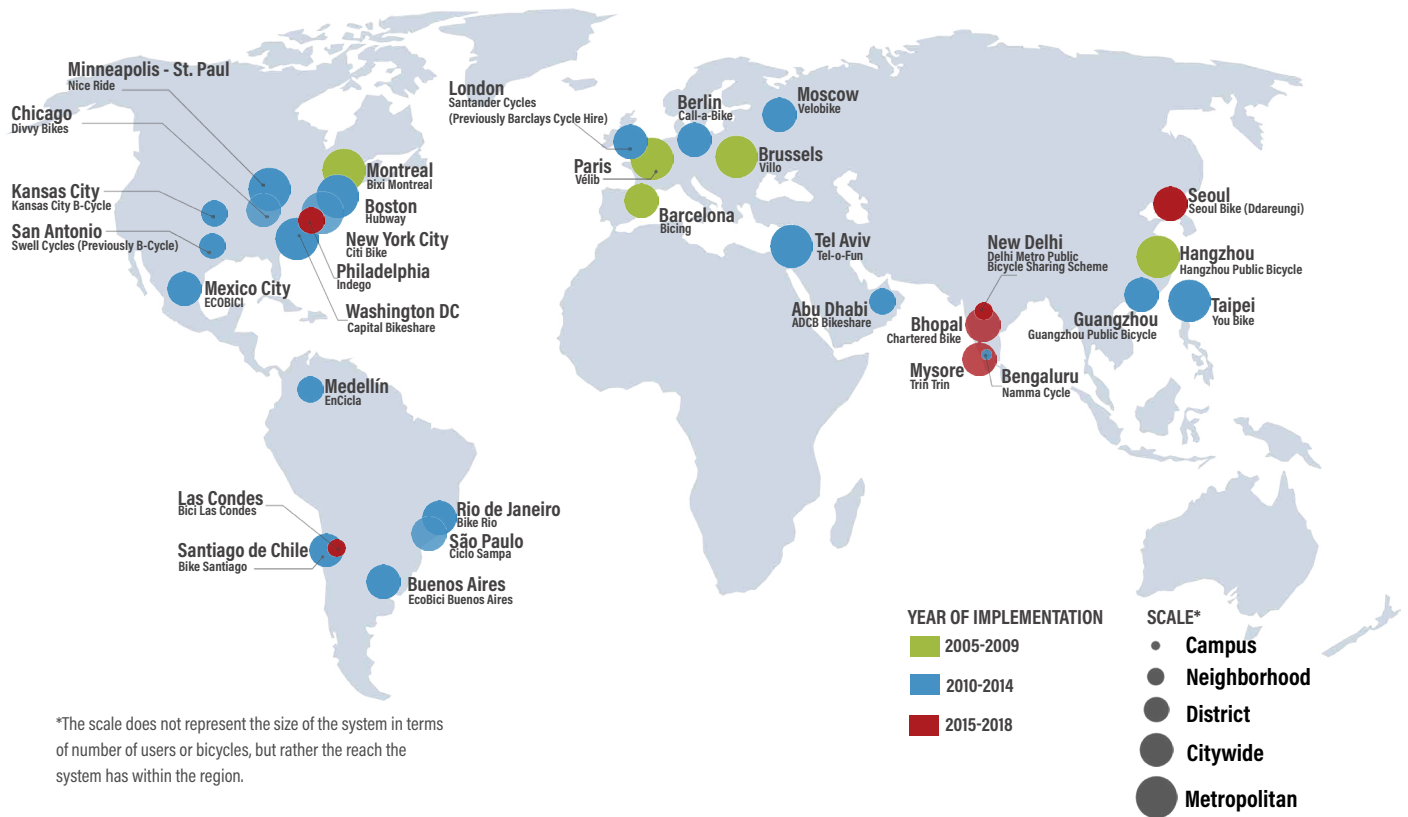 Minneapolis - St. Paul
Nice Ride
Chicago
Divvy Bikes
Kansas City
Kansas City B-Cycle
San Antonio
Swell Cycles (Previously B-Cycle)
Mexico City
ECOBICI
Montreal
Bixi Montreal
Boston
Hubway
New York City
Citi Bike
Philadelphia
Indego
Washington DC
Capital Bikeshare
Medellín
EnCicla
Las Condes
Bici Las Condes
Santiago de Chile
Bike Santiago
Rio de Janeiro
Bike Rio
São Paulo
Ciclo Sampa
Buenos Aires
EcoBici Buenos Aires
London
Santander Cycles
(Previously Barclays Cycle Hire)
Berlin
Call-a-Bike
Moscow
Velobike
Paris
Vélib
Brussels
Villo
Barcelona
Bicing
Tel Aviv
Tel-o-Fun
Abu Dhabi
ADCB Bikeshare
New Delhi
Delhi Metro Public
Bicycle Sharing Scheme
Bhopal
Chartered Bike
Mysore
Trin Trin
Bengaluru
Namma Cycle
Seoul
Seoul Bike (Ddareungi)
Hangzhou
Hangzhou Public Bicycle
Guangzhou
Guangzhou Public Bicycle
Taipei
You Bike
YEAR OF IMPLEMENTATION
2005-2009
2010-2014
2015-2018
SCALE*
Campus
Neighborhood
District
Citywide
Metropolitan
*The scale does not represent the size of the system in terms
of number of users or bicycles, but rather the reach the
system has within the region.